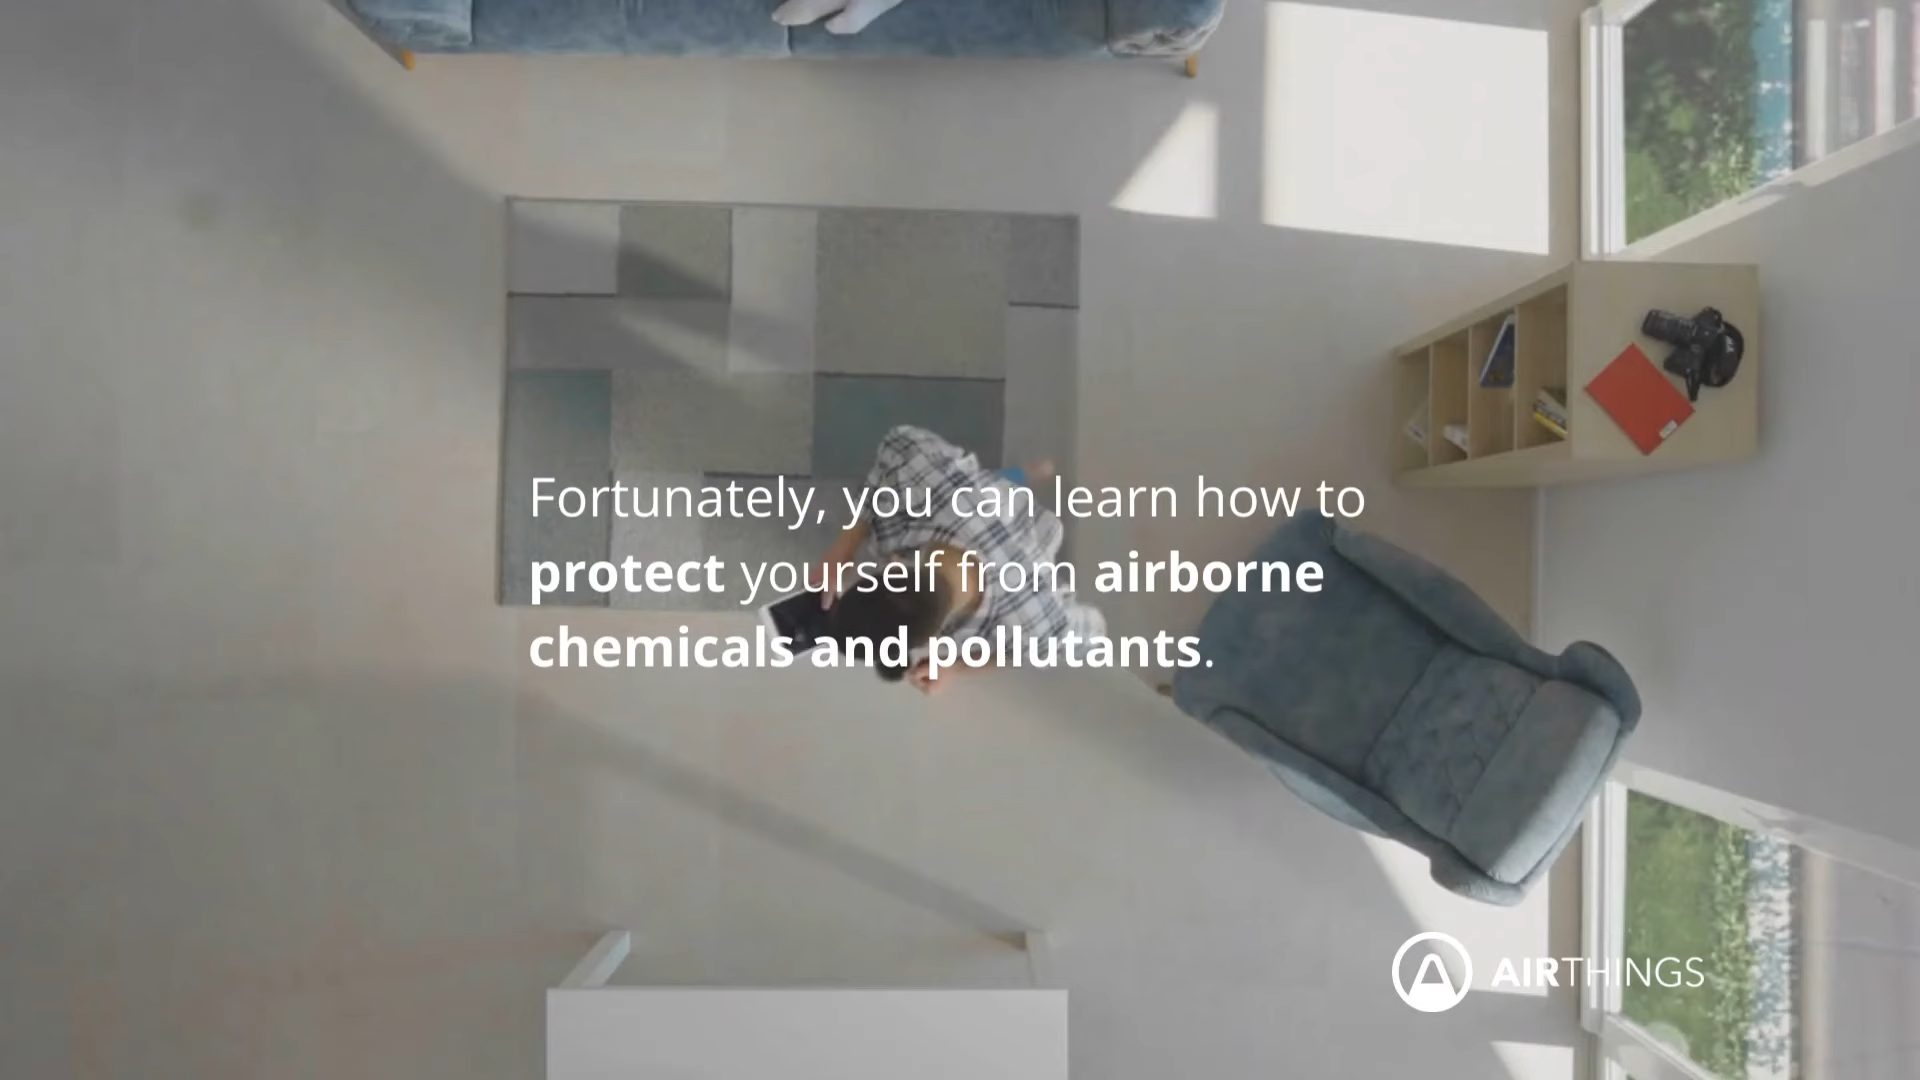 Fortunately, you can learn how to
protect yourself from airborne
chemicals and pollutants.
AIRTHINGS